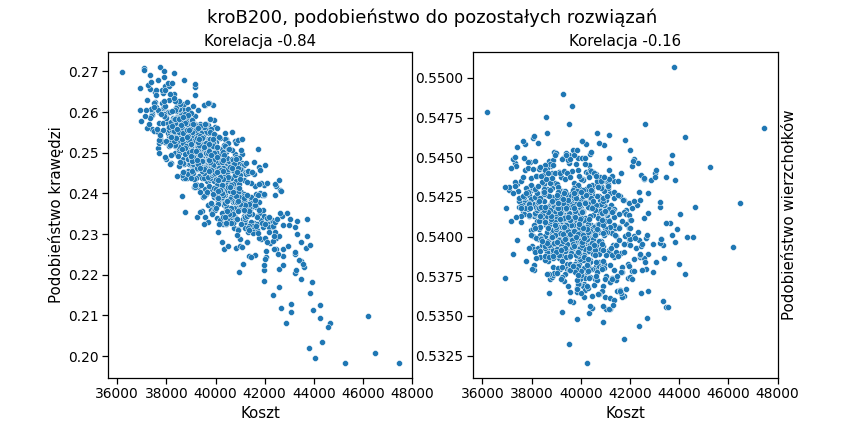 kroB200, podobieństwo do pozostałych rozwiązań
Korelacja -0.84
Podobieństwo krawędzi
0.27
0.26
0.25
0.24
0.23
0.22
0.21
0.20
36000 38000 40000 42000 44000 46000 48000
Koszt
Korelacja -0.16
0.5500
0.5475
0.5450
0.5425
0.5400
0.5375
0.5350
0.5325
36000 38000 40000 42000 44000 46000 48000
Koszt
Podobieństwo wierzchołków